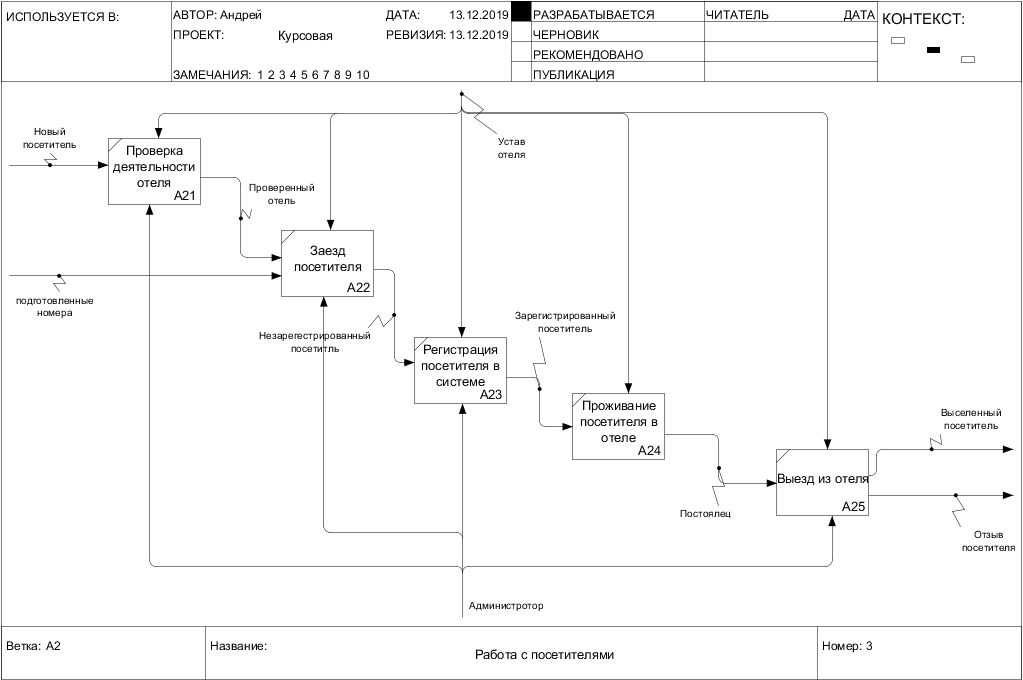 ИСПОЛЬЗУЕТСЯ В:
АВТОР: Андрей
ДАТА: 13.12.2019
ПРОЕКТ: Курсовая
РЕВИЗИЯ: 13.12.2019
ЗАМЕЧАНИЯ: 1 2 3 4 5 6 7 8 9 10
РАЗРАБАТЫВАЕТСЯ
ЧЕРНОВИК
РЕКОМЕНДОВАНО
ПУБЛИКАЦИЯ
ЧИТАТЕЛЬ
ДАТА
КОНТЕКСТ:
Новый
посетитель
Проверка
деятельности
отеля
A21
Устав
отеля
Проверенный
отель
Заезд
посетителя
A22
подготовленные
номера
Незарегестрированный
посетитль
Регистрация
посетителя в
системе
A23
Зарегистрированный
посетитель
Проживание
посетителя в
отеле
A24
Постоялец
Выезд из отеля
A25
Выселенный
посетитель
Отзыв
посетителя
Администротор
Ветка: A2
Название:
Работа с посетителями
Номер: 3